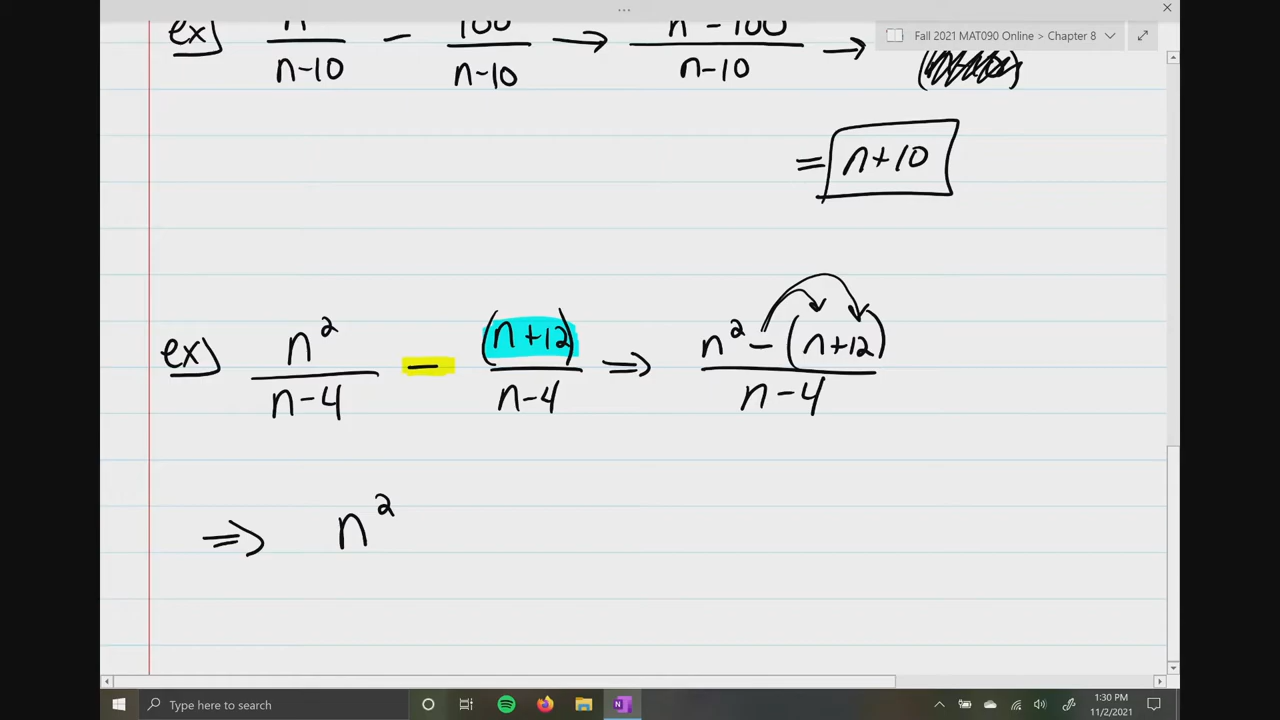 Fall 2021 MAT090 Online > Chapter 8
ex) n/n-10 - 100/n-10 → n - 100/n-10 →
= n+10
ex) n²/n-4 - (n+12)/n-4 ⇒ n² - (n+12)/n-4
⇒ n²
Type here to search
1:30 PM
11/2/2021